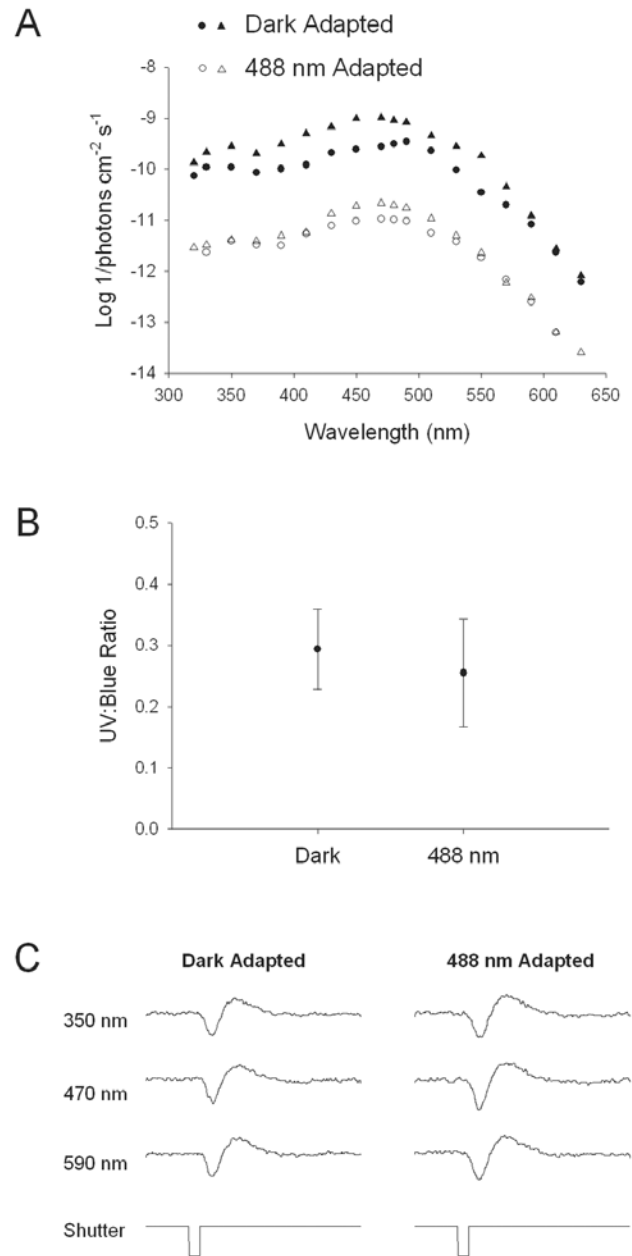 A
Dark Adapted
488 nm Adapted
-8
-9
-10
-11
-12
-13
-14
Log 1/photons cm⁻² s⁻¹
300 350 400 450 500 550 600 650
Wavelength (nm)
B
0.5
0.4
0.3
0.2
0.1
0.0
UV:Blue Ratio
Dark 488 nm
C
Dark Adapted 488 nm Adapted
350 nm
470 nm
590 nm
Shutter